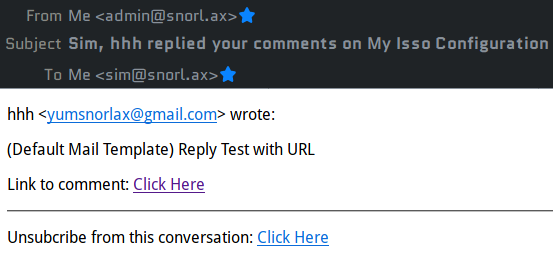 From Me <admin@snorl.ax>
Subject Sim, hhh replied your comments on My Isso Configuration
To Me <sim@snorl.ax>
hhh <yumsnorlax@gmail.com> wrote:
(Default Mail Template) Reply Test with URL
Link to comment: Click Here
Unsubcribe from this conversation: Click Here